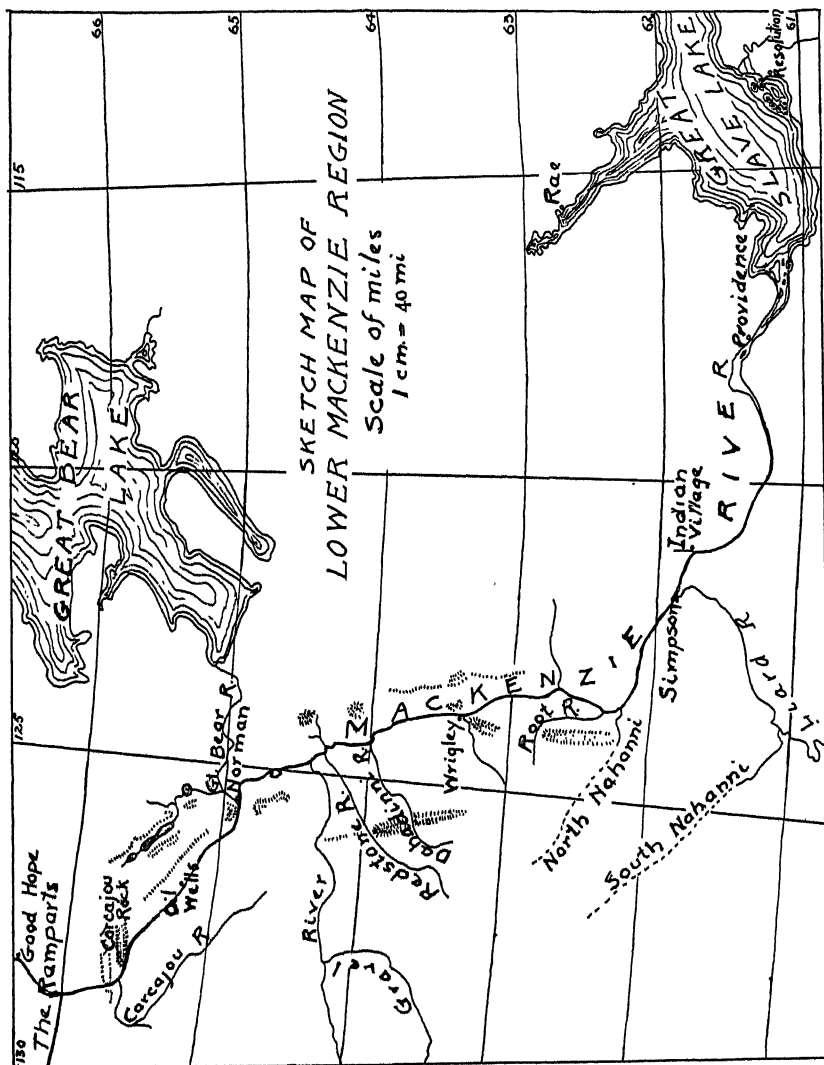 66
65
64
63
62
61
115
120
125
130
SKETCH MAP OF
LOWER MACKENZIE REGION
Scale of miles
1 cm. = 40 mi
GREAT BEAR
LAKE
GREAT
SLAVE LAKE
Resolution
Rae
Providence
MACKENZIE RIVER
Indian
Village
Simpson
Liard R
Root R.
North Nahanni
South Nahanni
Wrigley
Dahadinni R.
Redstone R.
Gravel River
Gt. Bear R.
Norman
Oil
Wells
Carcajou
Rock
Carcajou R
Good Hope
The Ramparts